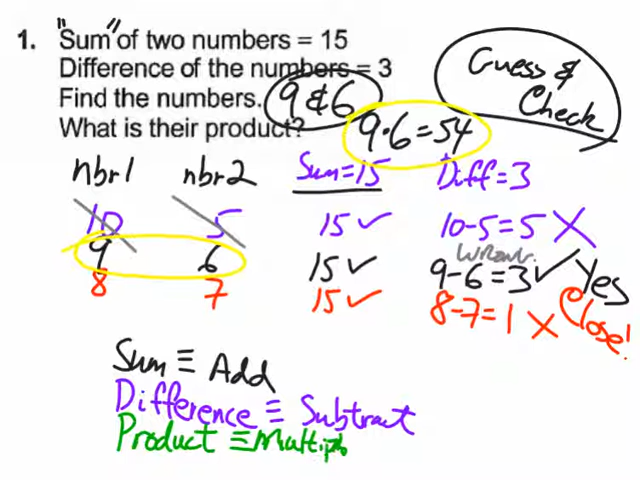 1. "Sum" of two numbers = 15
Difference of the numbers = 3
Find the numbers. 9 & 6
What is their product? 9·6=54
Guess &
Check
nbr1 nbr2 Sum=15 Diff=3
10 5 15 ✓ 10-5=5 X
9 6 15 ✓ 9-6=3 ✓ Yes
8 7 15 ✓ 8-7=1 X Close!
Sum ≡ Add
Difference ≡ Subtract
Product ≡